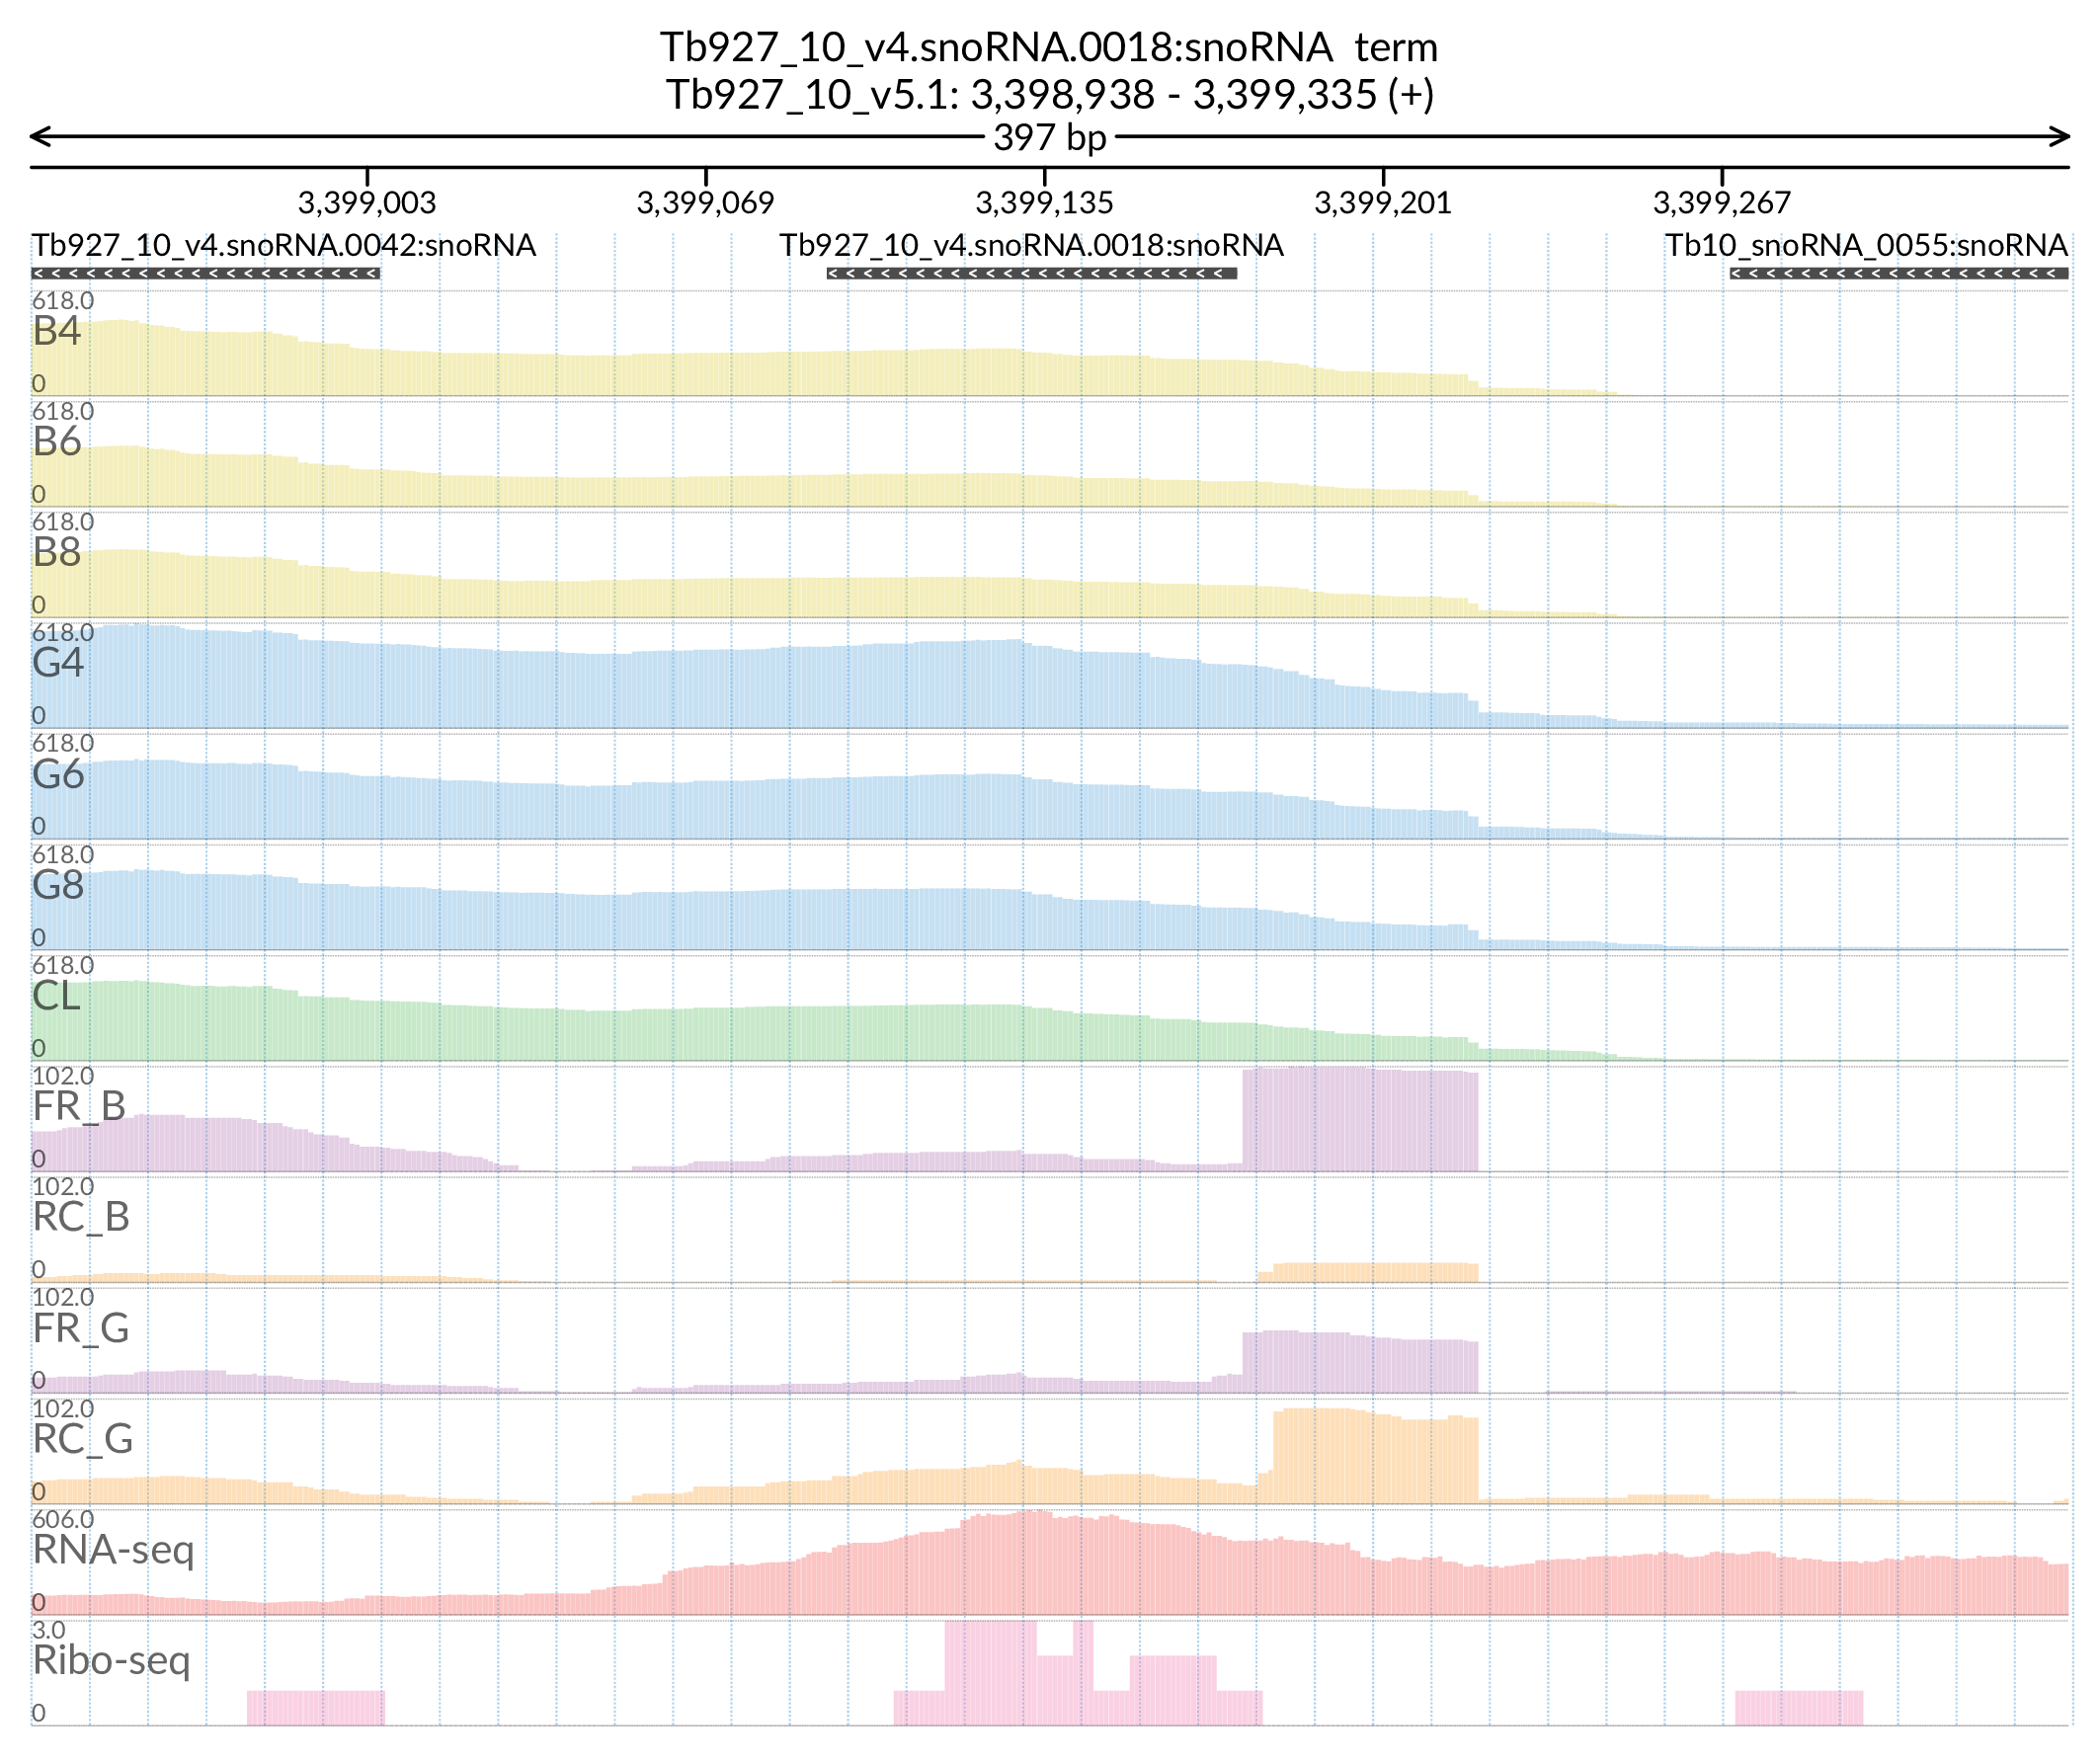 Tb927_10_v4.snoRNA.0018:snoRNA term
Tb927_10_v5.1: 3,398,938 - 3,399,335 (+)
397 bp
3,399,003 3,399,069 3,399,135 3,399,201 3,399,267
Tb927_10_v4.snoRNA.0042:snoRNA Tb927_10_v4.snoRNA.0018:snoRNA Tb10_snoRNA_0055:snoRNA
618.0
B4
0
618.0
B6
0
618.0
B8
0
618.0
G4
0
618.0
G6
0
618.0
G8
0
618.0
CL
0
102.0
FR_B
0
102.0
RC_B
0
102.0
FR_G
0
102.0
RC_G
0
606.0
RNA-seq
0
3.0
Ribo-seq
0